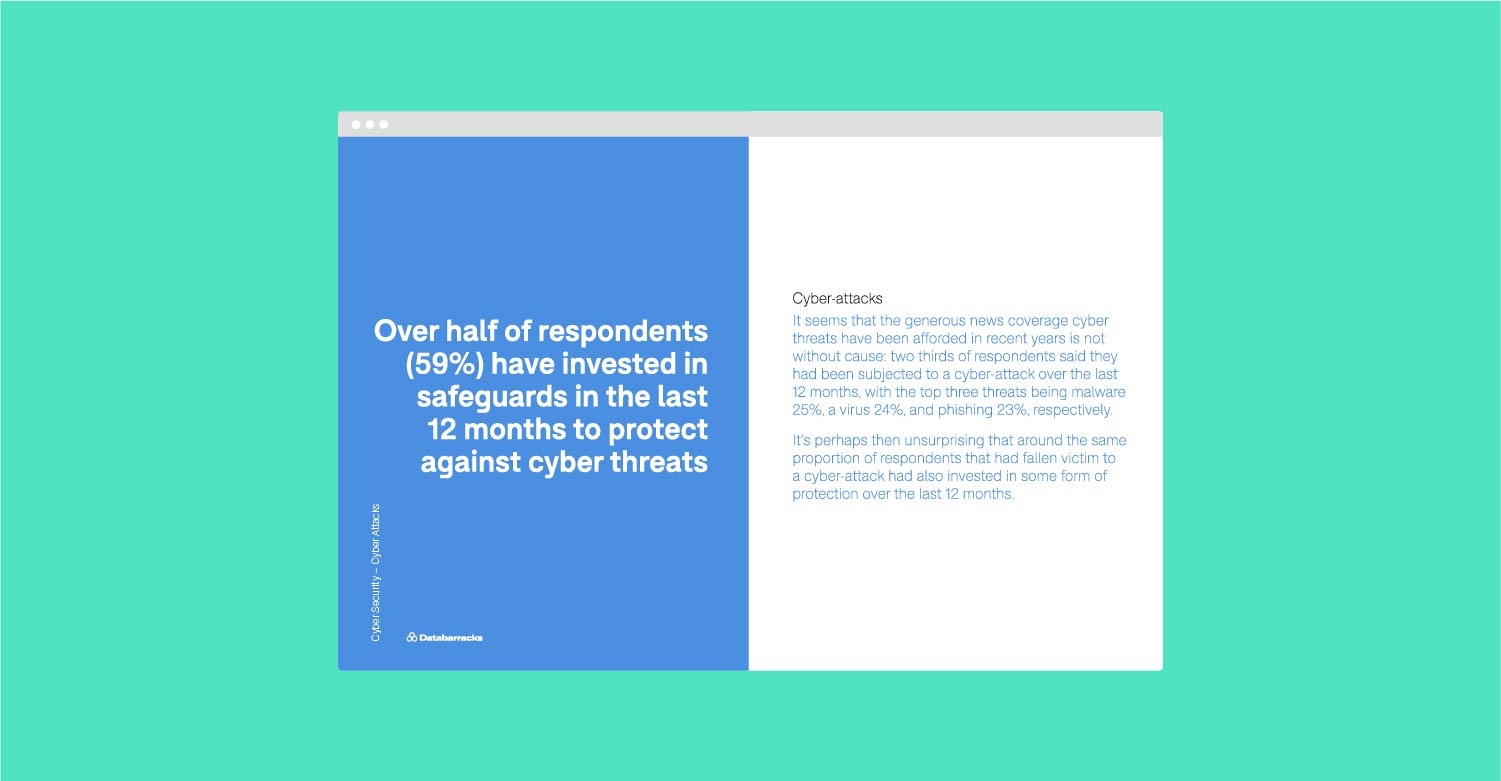 Over half of respondents
(59%) have invested in
safeguards in the last
12 months to protect
against cyber threats
Cyber Security – Cyber Attacks
Databarracks
Cyber-attacks
It seems that the generous news coverage cyber
threats have been afforded in recent years is not
without cause: two thirds of respondents said they
had been subjected to a cyber-attack over the last
12 months, with the top three threats being malware
25%, a virus 24%, and phishing 23%, respectively.
It's perhaps then unsurprising that around the same
proportion of respondents that had fallen victim to
a cyber-attack had also invested in some form of
protection over the last 12 months.